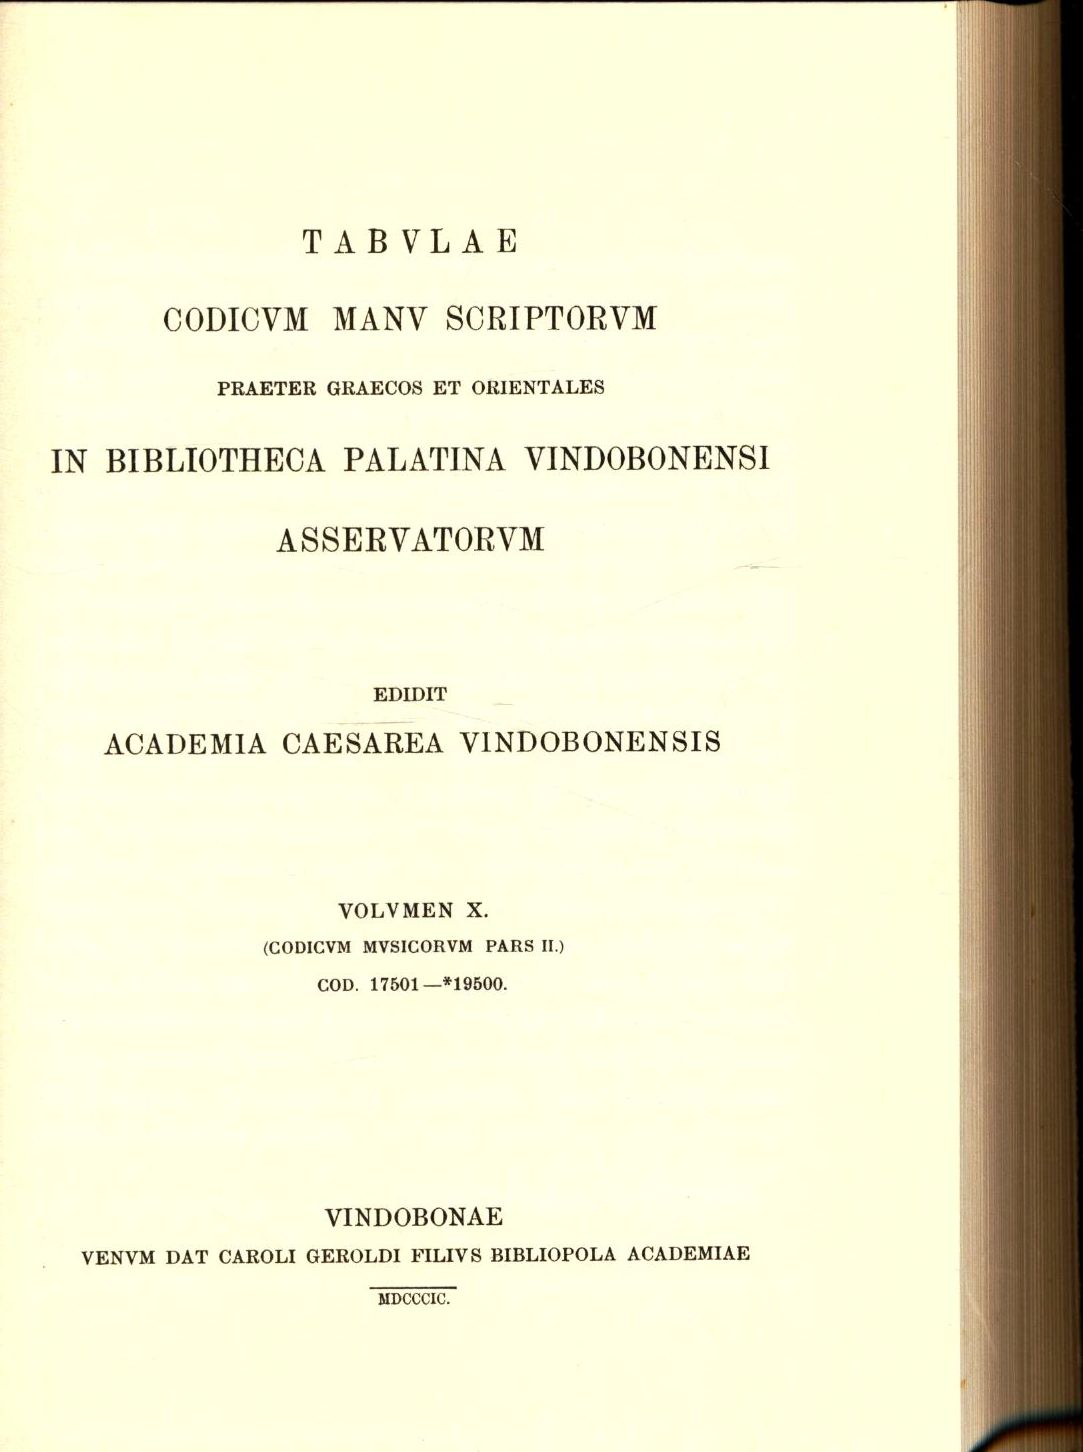 TABVLAE
CODICVM MANV SCRIPTORVM
PRAETER GRAECOS ET ORIENTALES
IN BIBLIOTHECA PALATINA VINDOBONENSI
ASSERVATORVM
EDIDIT
ACADEMIA CAESAREA VINDOBONENSIS
VOLVMEN X.
(CODICVM MVSICORVM PARS II.)
COD. 17501—*19500.
VINDOBONAE
VENVM DAT CAROLI GEROLDI FILIVS BIBLIOPOLA ACADEMIAE
MDCCCIC.